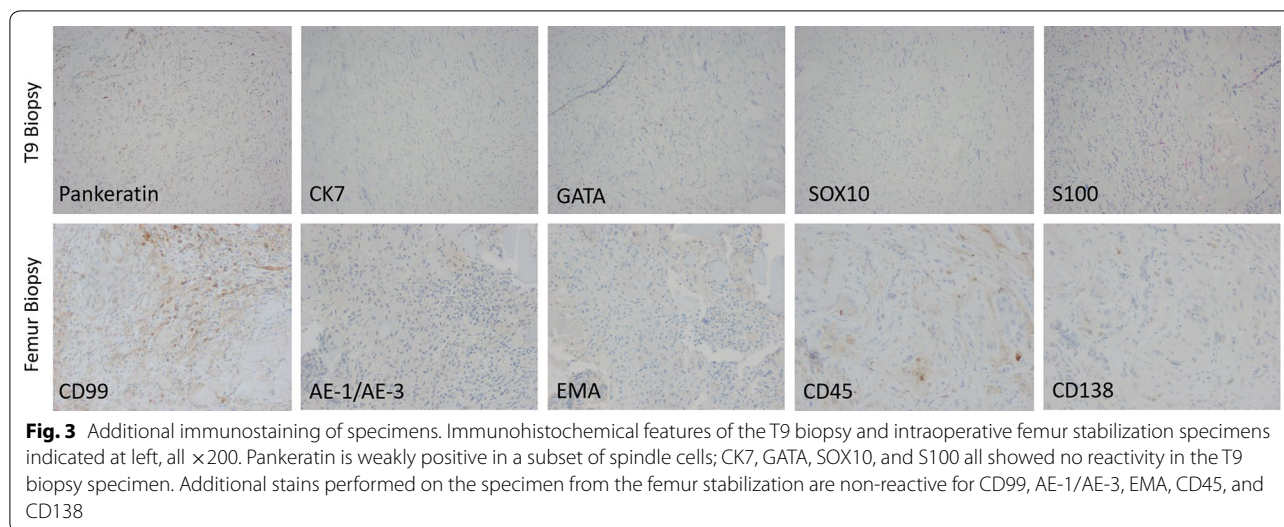 T9 Biopsy
Pankeratin
CK7
GATA
SOX10
S100
Femur Biopsy
CD99
AE-1/AE-3
EMA
CD45
CD138
Fig. 3 Additional immunostaining of specimens. Immunohistochemical features of the T9 biopsy and intraoperative femur stabilization specimens
indicated at left, all ×200. Pankeratin is weakly positive in a subset of spindle cells; CK7, GATA, SOX10, and S100 all showed no reactivity in the T9
biopsy specimen. Additional stains performed on the specimen from the femur stabilization are non-reactive for CD99, AE-1/AE-3, EMA, CD45, and
CD138